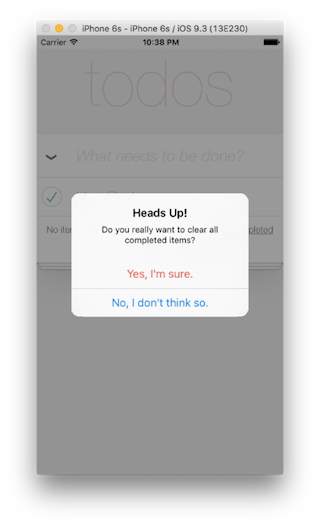 iPhone 6s - iPhone 6s / iOS 9.3 (13E230)
Carrier 10:38 PM
todos
What needs to be done?
No ite
pleted
Heads Up!
Do you really want to clear all
completed items?
Yes, I'm sure.
No, I don't think so.